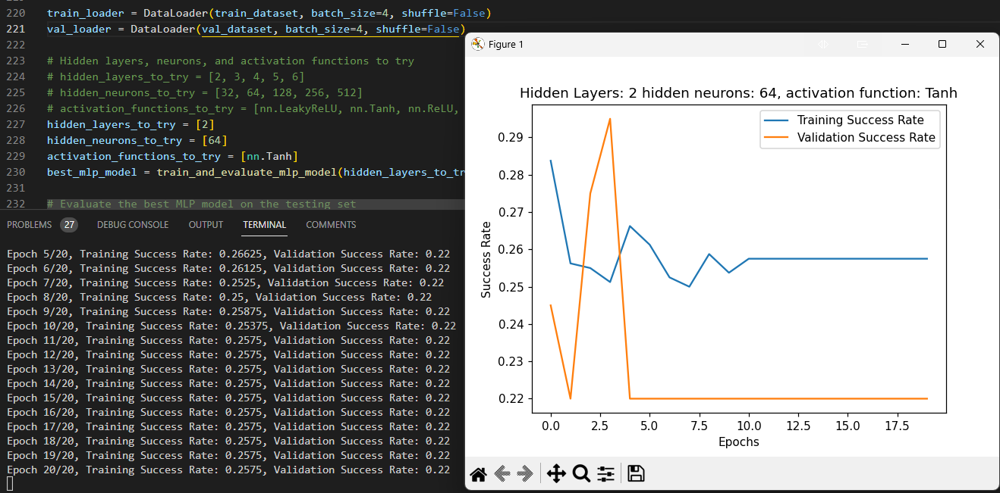 220 train_loader = DataLoader(train_dataset, batch_size=4, shuffle=False)
221 val_loader = DataLoader(val_dataset, batch_size=4, shuffle=False)
222
223 # Hidden layers, neurons, and activation functions to try
224 # hidden_layers_to_try = [2, 3, 4, 5, 6]
225 # hidden_neurons_to_try = [32, 64, 128, 256, 512]
226 # activation_functions_to_try = [nn.LeakyReLU, nn.Tanh, nn.ReLU,
227 hidden_layers_to_try = [2]
228 hidden_neurons_to_try = [64]
229 activation_functions_to_try = [nn.Tanh]
230 best_mlp_model = train_and_evaluate_mlp_model(hidden_layers_to_tr
231
232 # Evaluate the best MLP model on the testing set
PROBLEMS 27 DEBUG CONSOLE OUTPUT TERMINAL COMMENTS
Epoch 5/20, Training Success Rate: 0.26625, Validation Success Rate: 0.22
Epoch 6/20, Training Success Rate: 0.26125, Validation Success Rate: 0.22
Epoch 7/20, Training Success Rate: 0.2525, Validation Success Rate: 0.22
Epoch 8/20, Training Success Rate: 0.25, Validation Success Rate: 0.22
Epoch 9/20, Training Success Rate: 0.25875, Validation Success Rate: 0.22
Epoch 10/20, Training Success Rate: 0.25375, Validation Success Rate: 0.22
Epoch 11/20, Training Success Rate: 0.2575, Validation Success Rate: 0.22
Epoch 12/20, Training Success Rate: 0.2575, Validation Success Rate: 0.22
Epoch 13/20, Training Success Rate: 0.2575, Validation Success Rate: 0.22
Epoch 14/20, Training Success Rate: 0.2575, Validation Success Rate: 0.22
Epoch 15/20, Training Success Rate: 0.2575, Validation Success Rate: 0.22
Epoch 16/20, Training Success Rate: 0.2575, Validation Success Rate: 0.22
Epoch 17/20, Training Success Rate: 0.2575, Validation Success Rate: 0.22
Epoch 18/20, Training Success Rate: 0.2575, Validation Success Rate: 0.22
Epoch 19/20, Training Success Rate: 0.2575, Validation Success Rate: 0.22
Epoch 20/20, Training Success Rate: 0.2575, Validation Success Rate: 0.22
Figure 1
Hidden Layers: 2 hidden neurons: 64, activation function: Tanh
Training Success Rate
Validation Success Rate
Success Rate
0.29
0.28
0.27
0.26
0.25
0.24
0.23
0.22
0.0 2.5 5.0 7.5 10.0 12.5 15.0 17.5
Epochs